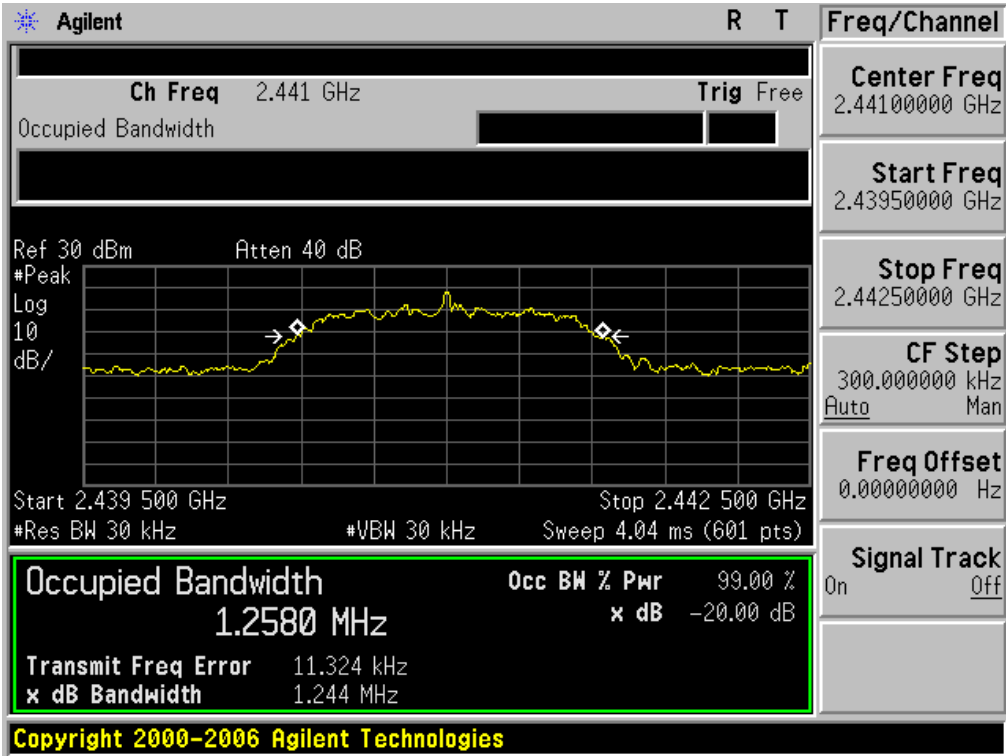 Agilent R T
Freq/Channel
Ch Freq 2.441 GHz Trig Free
Occupied Bandwidth
Ref 30 dBm Atten 40 dB
#Peak
Log
10
dB/
Start 2.439 500 GHz Stop 2.442 500 GHz
#Res BW 30 kHz #VBW 30 kHz Sweep 4.04 ms (601 pts)
Occupied Bandwidth
1.2580 MHz
Occ BW % Pwr 99.00 %
x dB -20.00 dB
Transmit Freq Error 11.324 kHz
x dB Bandwidth 1.244 MHz
Center Freq
2.44100000 GHz
Start Freq
2.43950000 GHz
Stop Freq
2.44250000 GHz
CF Step
300.000000 kHz
Auto Man
Freq Offset
0.00000000 Hz
Signal Track
On Off
Copyright 2000-2006 Agilent Technologies